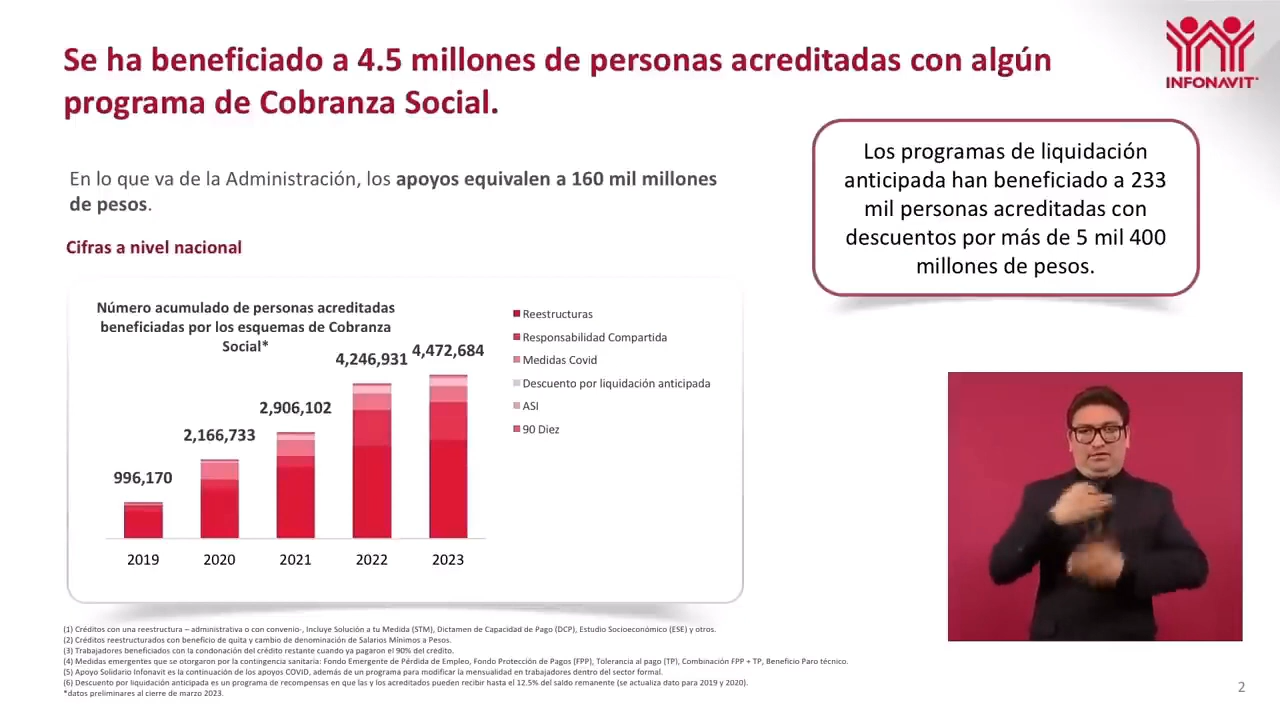 Se ha beneficiado a 4.5 millones de personas acreditadas con algún
programa de Cobranza Social.
INFONAVIT
En lo que va de la Administración, los apoyos equivalen a 160 mil millones
de pesos.
Los programas de liquidación
anticipada han beneficiado a 233
mil personas acreditadas con
descuentos por más de 5 mil 400
millones de pesos.
Cifras a nivel nacional
Número acumulado de personas acreditadas
beneficiadas por los esquemas de Cobranza
Social*
996,170
2,166,733
2,906,102
4,246,931
4,472,684
2019
2020
2021
2022
2023
Reestructuras
Responsabilidad Compartida
Medidas Covid
Descuento por liquidación anticipada
ASI
90 Diez
(1) Créditos con una reestructura – administrativa o con convenio-, Incluye Solución a tu Medida (STM), Dictamen de Capacidad de Pago (DCP), Estudio Socioeconómico (ESE) y otros.
(2) Créditos reestructurados con beneficio de quita y cambio de denominación de Salarios Mínimos a Pesos.
(3) Trabajadores beneficiados con la condonación del crédito restante cuando ya pagaron el 90% del crédito.
(4) Medidas emergentes que se otorgaron por la contingencia sanitaria: Fondo Emergente de Pérdida de Empleo, Fondo Protección de Pagos (FPP), Tolerancia al pago (TP), Combinación FPP + TP, Beneficio Paro técnico.
(5) Apoyo Solidario Infonavit es la continuación de los apoyos COVID, además de un programa para modificar la mensualidad en trabajadores dentro del sector formal.
(6) Descuento por liquidación anticipada es un programa de recompensas en que las y los acreditados pueden recibir hasta el 12.5% del saldo remanente (se actualiza dato para 2019 y 2020).
*datos preliminares al cierre de marzo 2023.
2